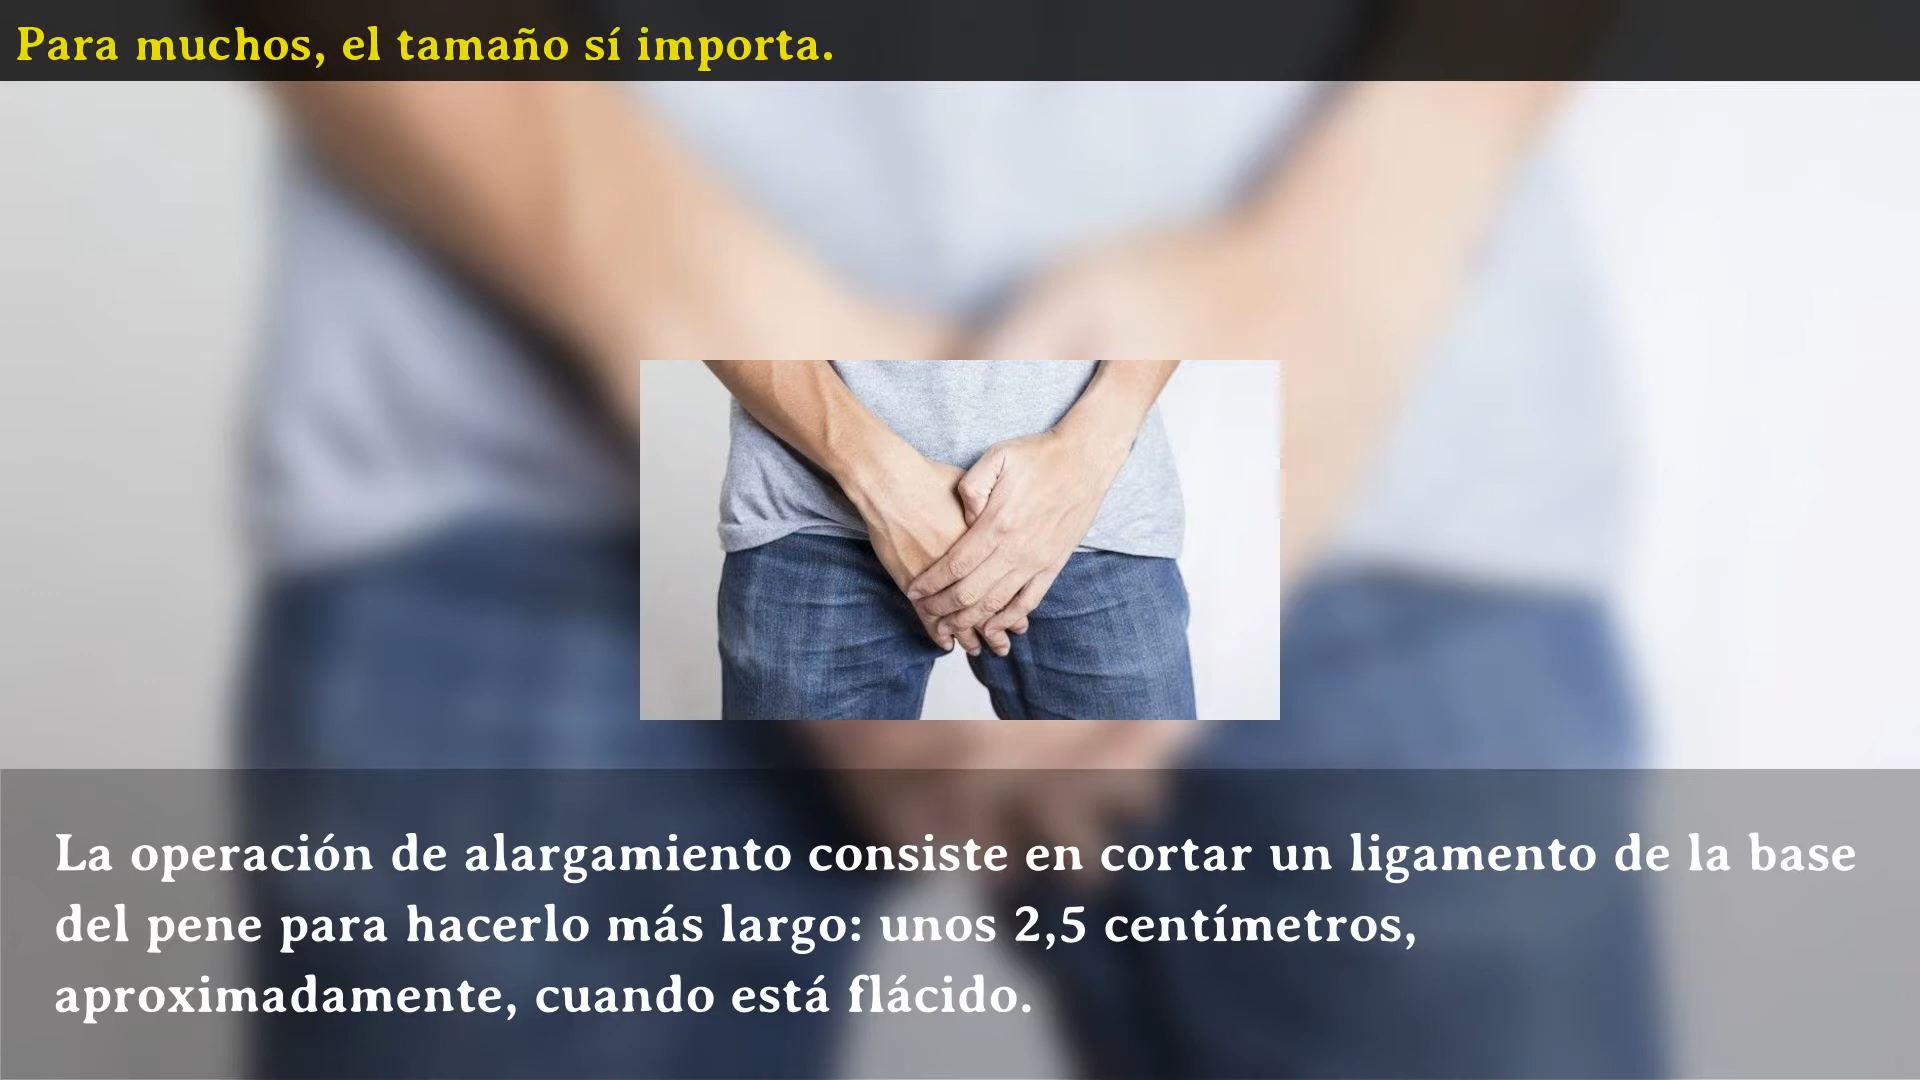 Para muchos, el tamaño sí importa.
La operación de alargamiento consiste en cortar un ligamento de la base
del pene para hacerlo más largo: unos 2,5 centímetros,
aproximadamente, cuando está flácido.